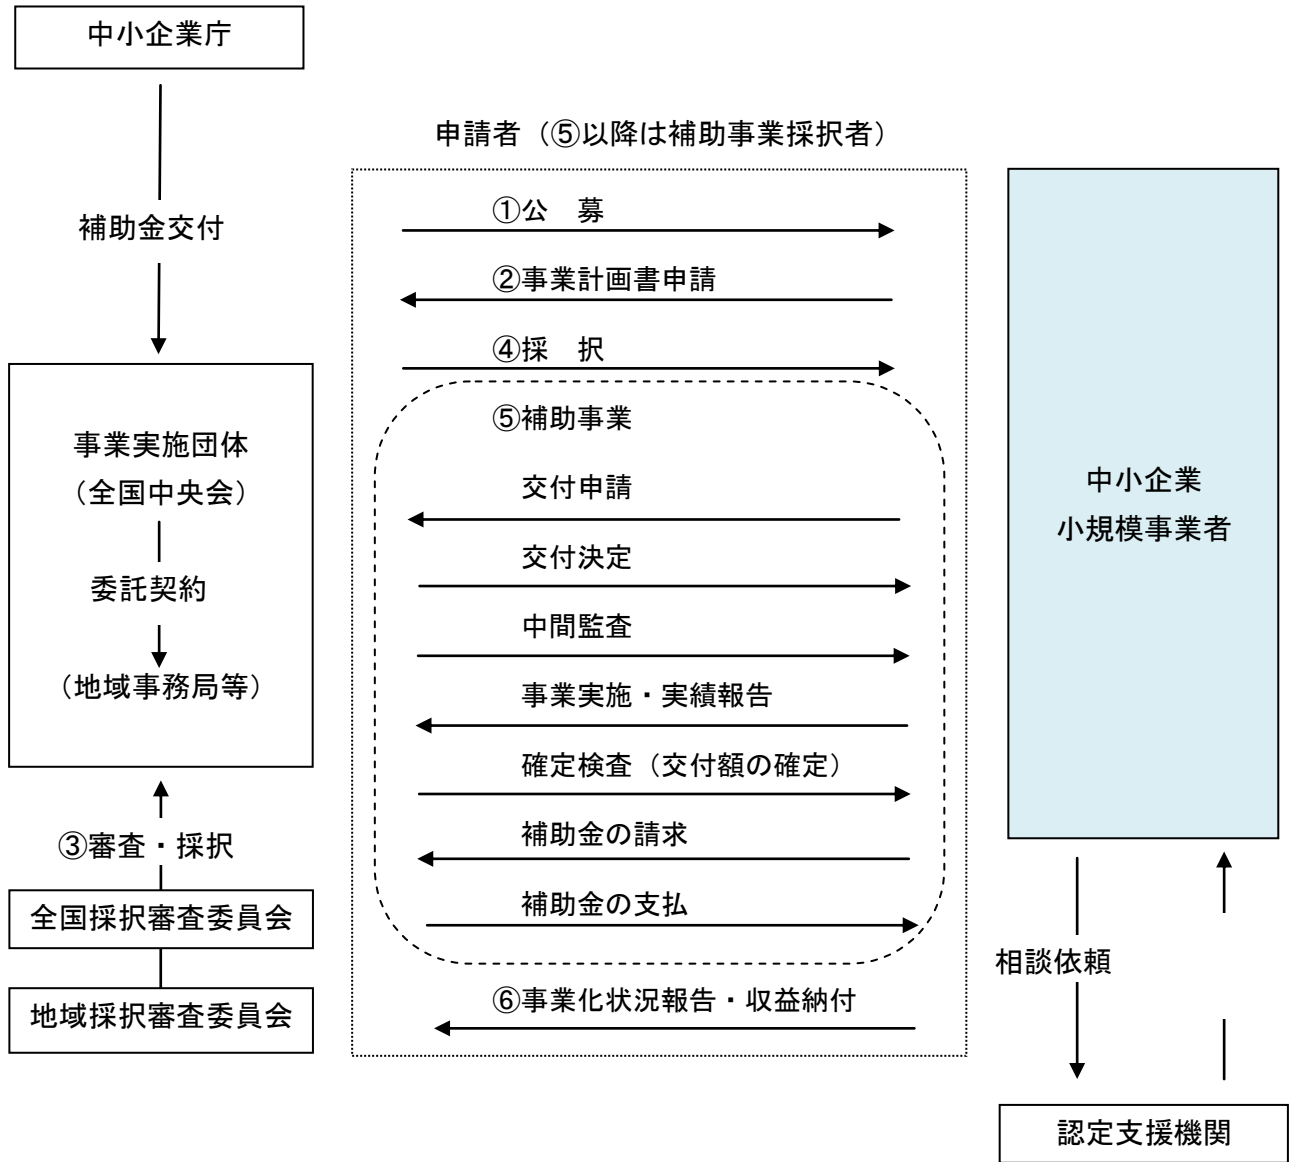 中小企業庁
補助金交付
事業実施団体
（全国中央会）
委託契約
（地域事務局等）
③審査・採択
全国採択審査委員会
地域採択審査委員会
申請者（⑤以降は補助事業採択者）
①公　募
②事業計画書申請
④採　択
⑤補助事業
交付申請
交付決定
中間監査
事業実施・実績報告
確定検査（交付額の確定）
補助金の請求
補助金の支払
⑥事業化状況報告・収益納付
中小企業
小規模事業者
相談依頼
認定支援機関